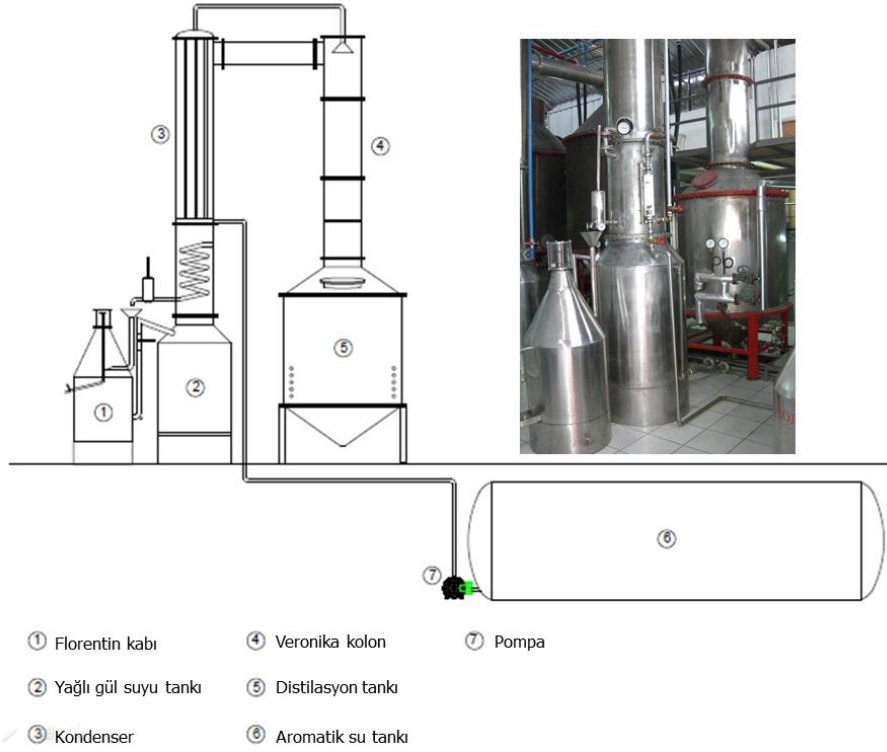 3
4
5
2
1
6
7
1 Florentin kabı
4 Veronika kolon
7 Pompa
2 Yağlı gül suyu tankı
5 Distilasyon tankı
3 Kondenser
6 Aromatik su tankı